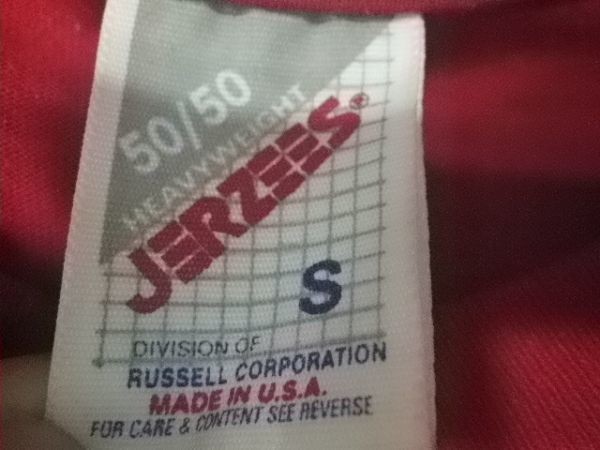 50/50
HEAVYWEIGHT
JERZEES®
S
DIVISION OF
RUSSELL CORPORATION
MADE IN U.S.A.
FOR CARE & CONTENT SEE REVERSE